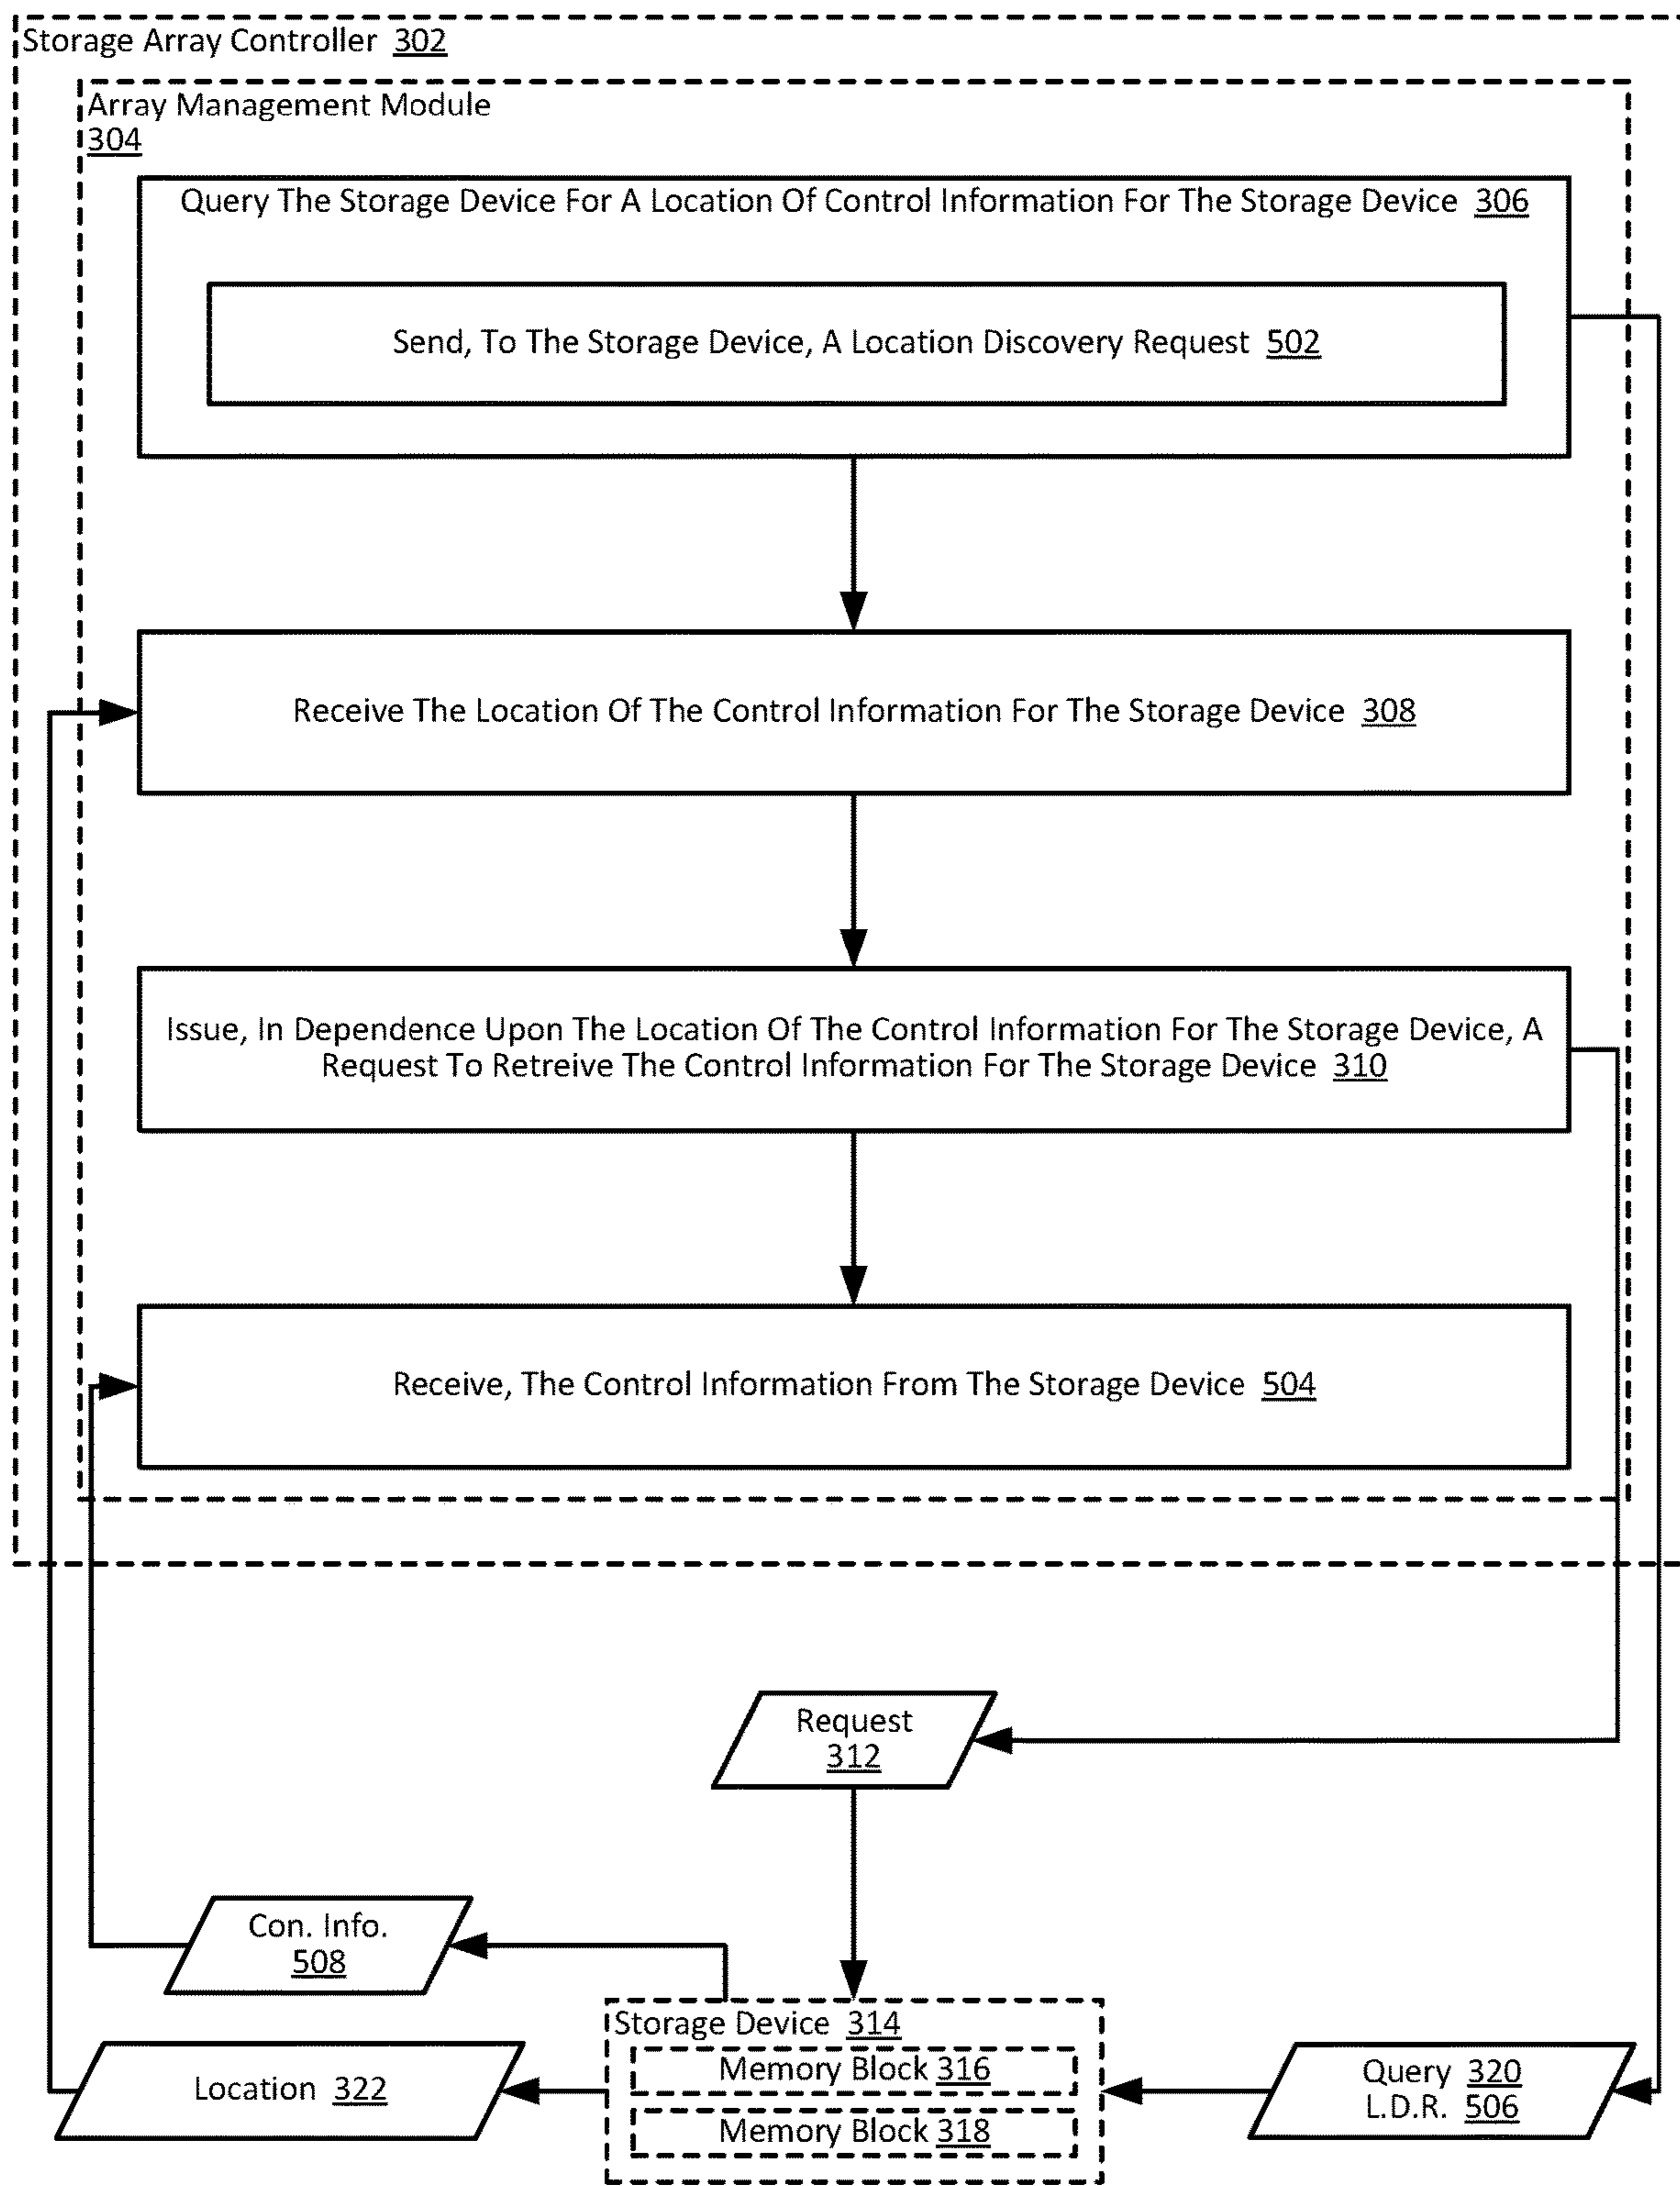 Storage Array Controller 302
Array Management Module
304
Query The Storage Device For A Location Of Control Information For The Storage Device 306
Send, To The Storage Device, A Location Discovery Request 502
Receive The Location Of The Control Information For The Storage Device 308
Issue, In Dependence Upon The Location Of The Control Information For The Storage Device, A
Request To Retreive The Control Information For The Storage Device 310
Receive, The Control Information From The Storage Device 504
Request
312
Con. Info.
508
Storage Device 314
Memory Block 316
Memory Block 318
Location 322
Query 320
L.D.R. 506